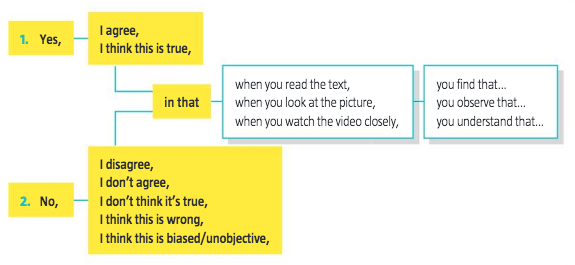 1. Yes,
I agree,
I think this is true,
in that
when you read the text,
when you look at the picture,
when you watch the video closely,
you find that...
you observe that...
you understand that...
2. No,
I disagree,
I don't agree,
I don't think it's true,
I think this is wrong,
I think this is biased/unobjective,